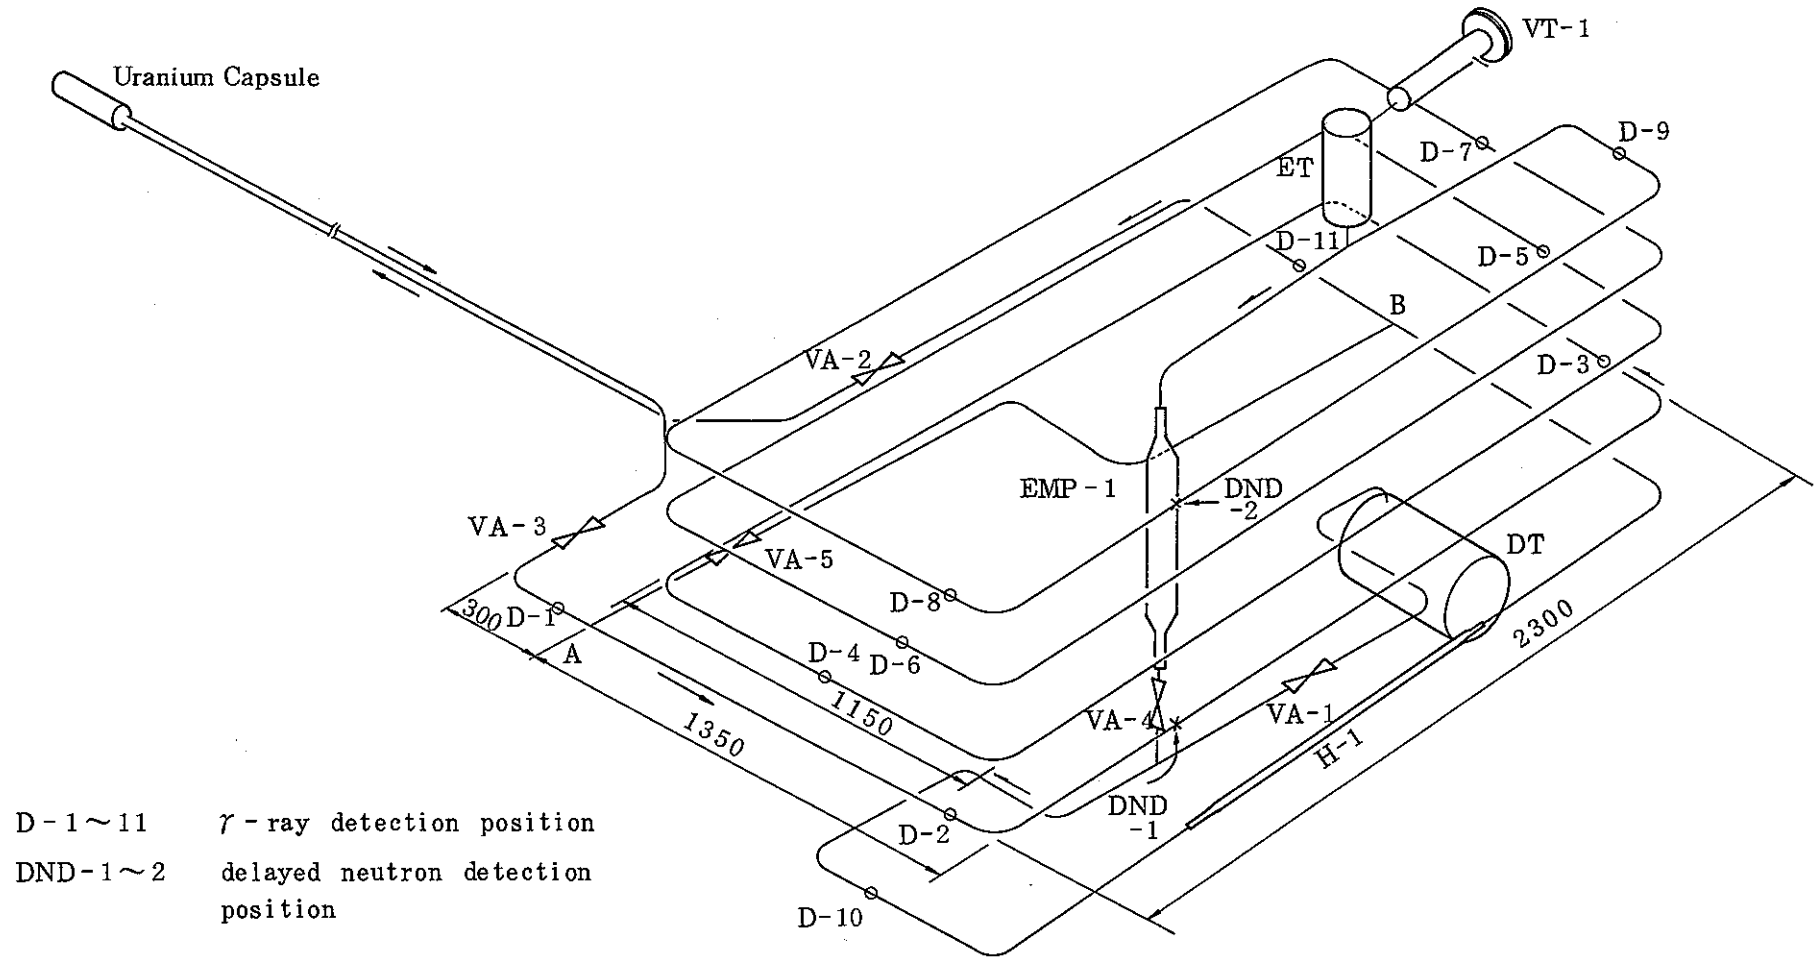 VT-1
Uranium Capsule
D-9
D-7
ET
D-11
D-5
B
VA-2
D-3
EMP-1
DND
-2
VA-3
VA-5
DT
D-8
300
D-1
2300
A
D-4
D-6
1150
VA-4
VA-1
1350
H-1
DND
-1
D-2
D-1～11 γ-ray detection position
DND-1～2 delayed neutron detection
position
D-10